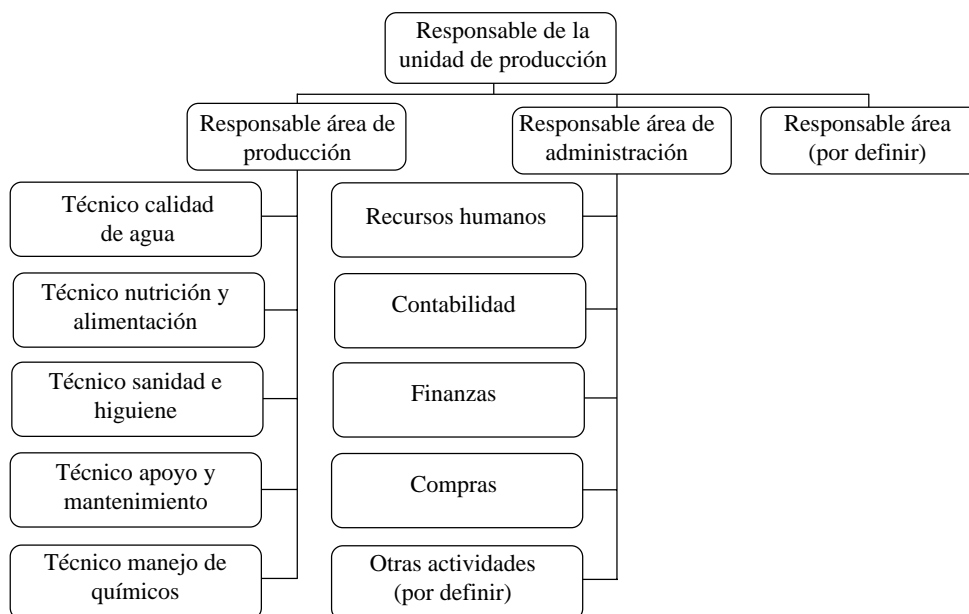 Responsable de la
unidad de producción
Responsable área de
producción
Responsable área de
administración
Responsable área
(por definir)
Técnico calidad
de agua
Técnico nutrición y
alimentación
Técnico sanidad e
higuiene
Técnico apoyo y
mantenimiento
Técnico manejo de
químicos
Recursos humanos
Contabilidad
Finanzas
Compras
Otras actividades
(por definir)